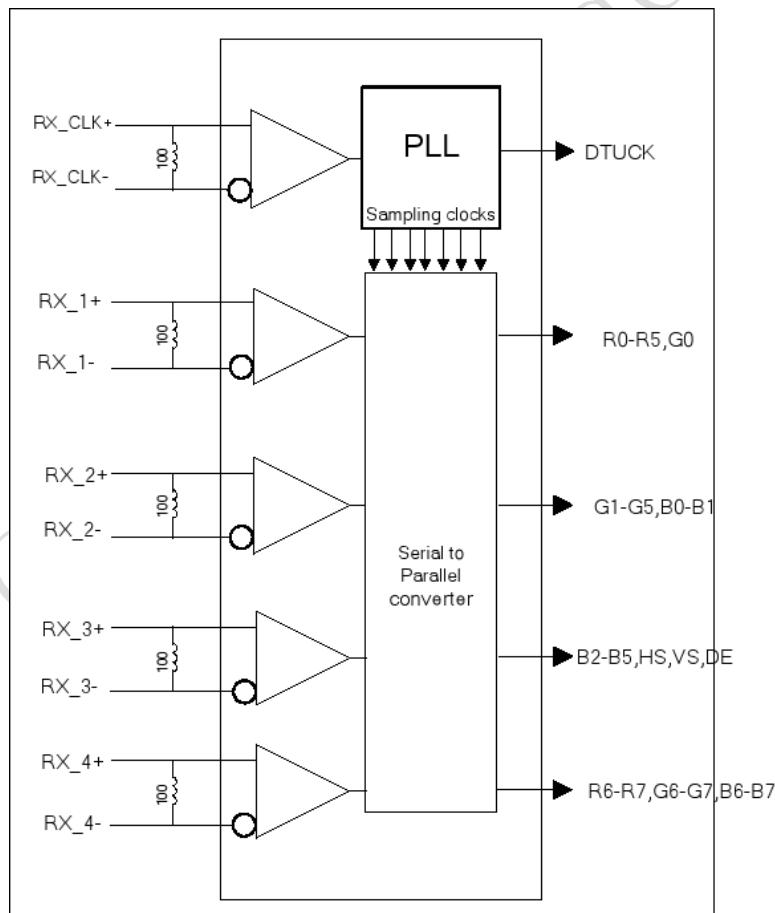 RX_CLK+
100
RX_CLK-
PLL
Sampling clocks
DTUCK
RX_1+
100
RX_1-
R0-R5,G0
RX_2+
100
RX_2-
G1-G5,B0-B1
Serial to
Parallel
converter
RX_3+
100
RX_3-
B2-B5,HS,VS,DE
RX_4+
100
RX_4-
R6-R7,G6-G7,B6-B7